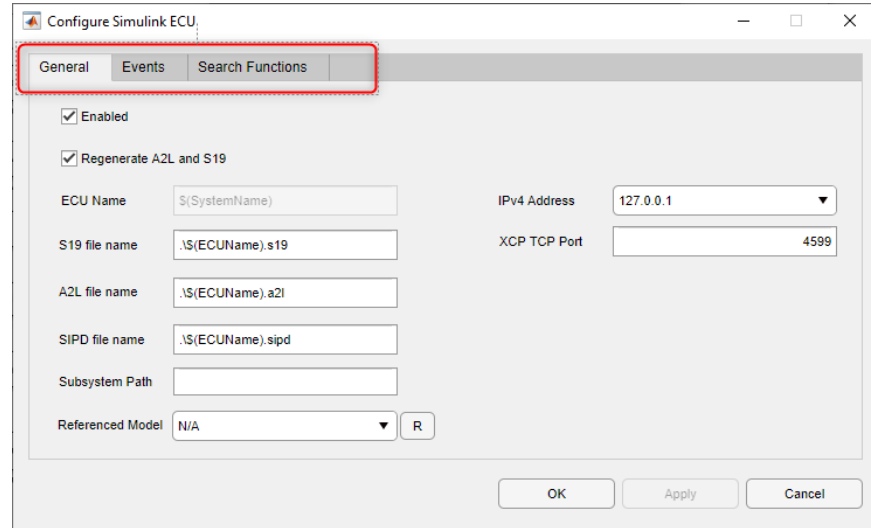 Configure Simulink ECU
General Events Search Functions
Enabled
Regenerate A2L and S19
ECU Name $(SystemName) IPv4 Address 127.0.0.1
S19 file name .\$(ECUName).s19 XCP TCP Port 4599
A2L file name .\$(ECUName).a2l
SIPD file name .\$(ECUName).sipd
Subsystem Path
Referenced Model N/A R
OK Apply Cancel